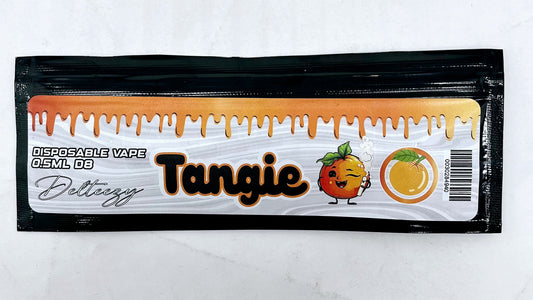 DISPOSABLE VAPE
0.5ML D8
Delteezy
Tangie